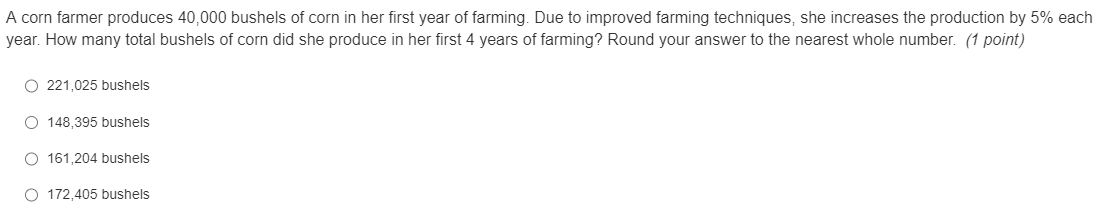 A corn farmer produces 40,000 bushels of corn in her first year of farming. Due to improved farming techniques, she increases the production by 5% each
year. How many total bushels of corn did she produce in her first 4 years of farming? Round your answer to the nearest whole number. (1 point)
221,025 bushels
148,395 bushels
161,204 bushels
172,405 bushels